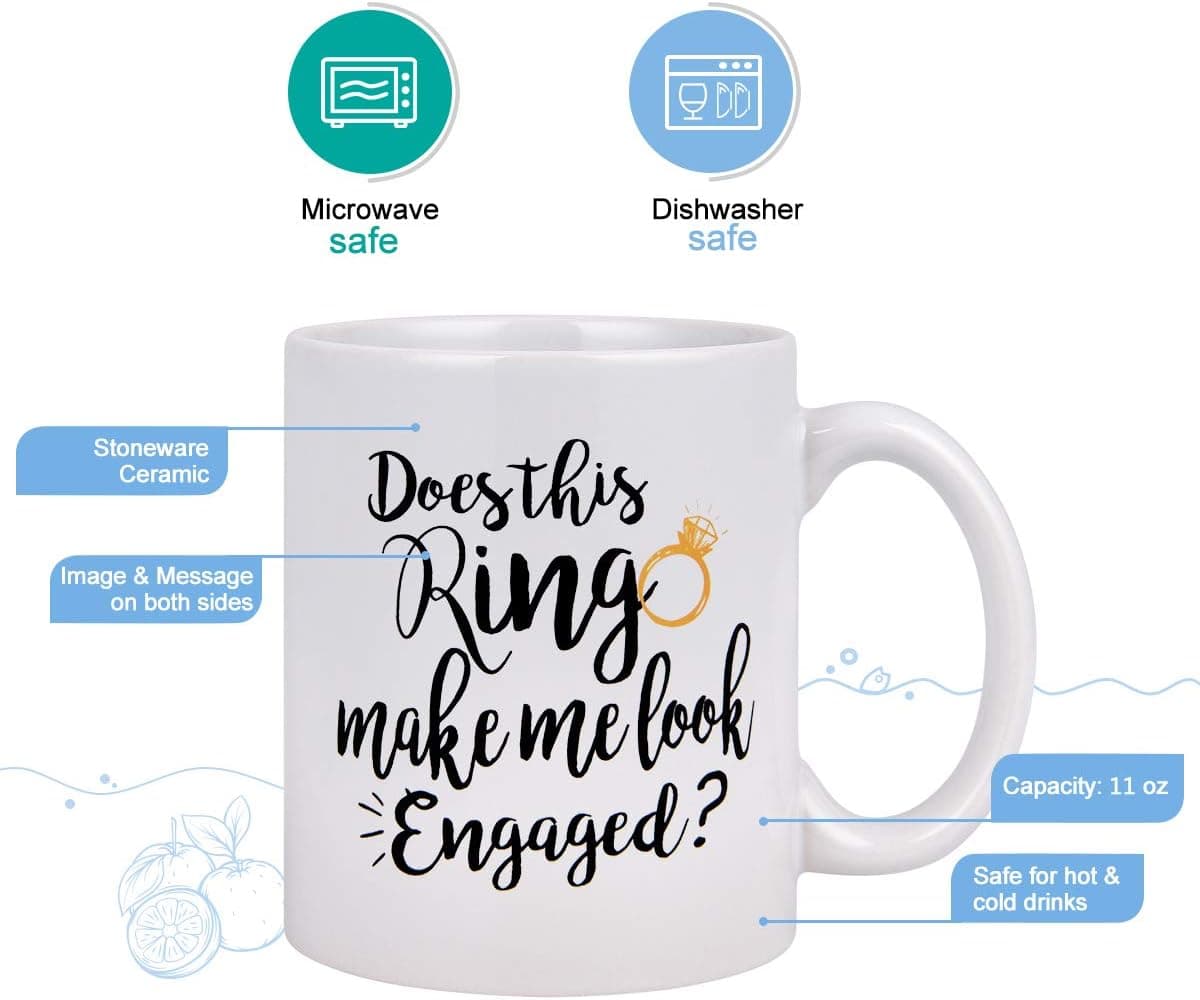 Microwave
safe
Dishwasher
safe
Stoneware
Ceramic
Image & Message
on both sides
Does this
Ring
make me look
Engaged?
Capacity: 11 oz
Safe for hot &
cold drinks